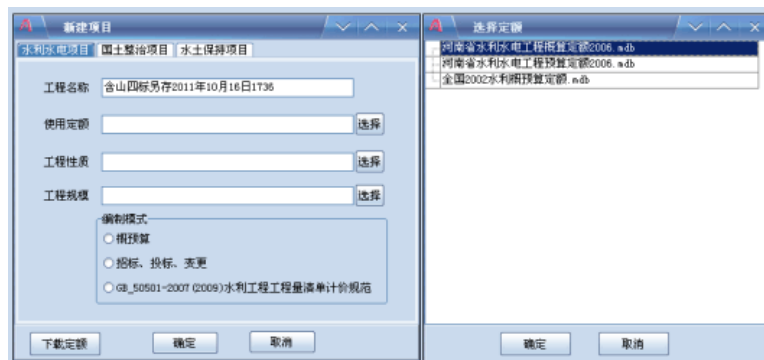 新建项目
水利水电项目 国土整治项目 水土保持项目
工程名称 含山四标另存2011年10月16日1736
使用定额 选择
工程性质 选择
工程规模 选择
编制模式
概预算
招标、投标、变更
GB_50501-2007(2009)水利工程工程量清单计价规范
下载定额 确定 取消
选择定额
河南省水利水电工程概算定额2006.mdb
河南省水利水电工程预算定额2006.mdb
全国2002水利概预算定额.mdb
确定 取消